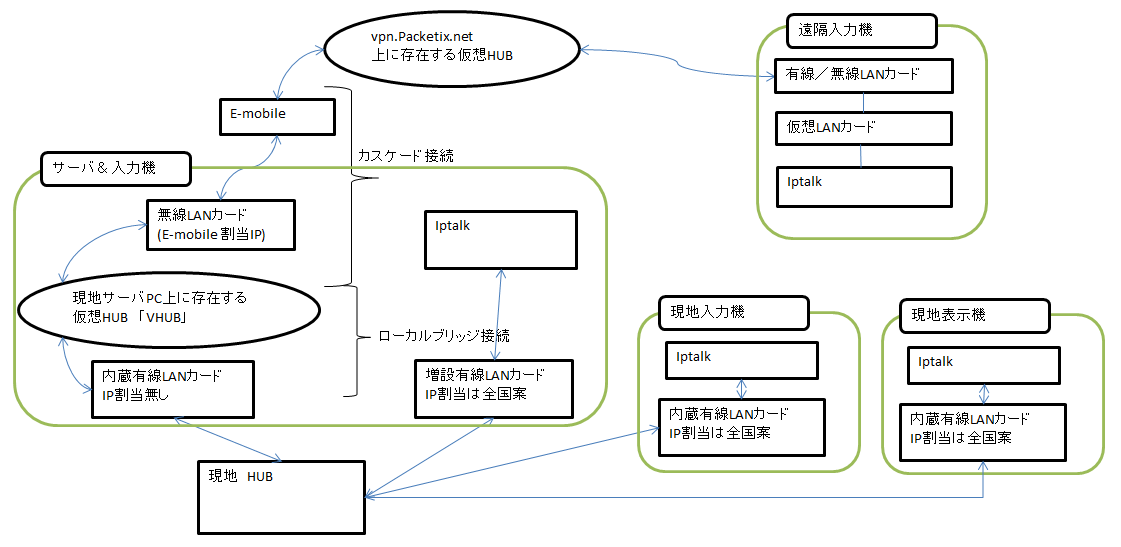 vpn.Packetix.net
上に存在する仮想HUB
遠隔入力機
有線／無線LANカード
仮想LANカード
Iptalk
E-mobile
カスケード接続
サーバ＆入力機
無線LANカード
(E-mobile割当IP)
Iptalk
現地サーバPC上に存在する
仮想HUB 「VHUB」
ローカルブリッジ接続
内蔵有線LANカード
IP割当無し
増設有線LANカード
IP割当は全国案
現地入力機
Iptalk
内蔵有線LANカード
IP割当は全国案
現地表示機
Iptalk
内蔵有線LANカード
IP割当は全国案
現地　HUB